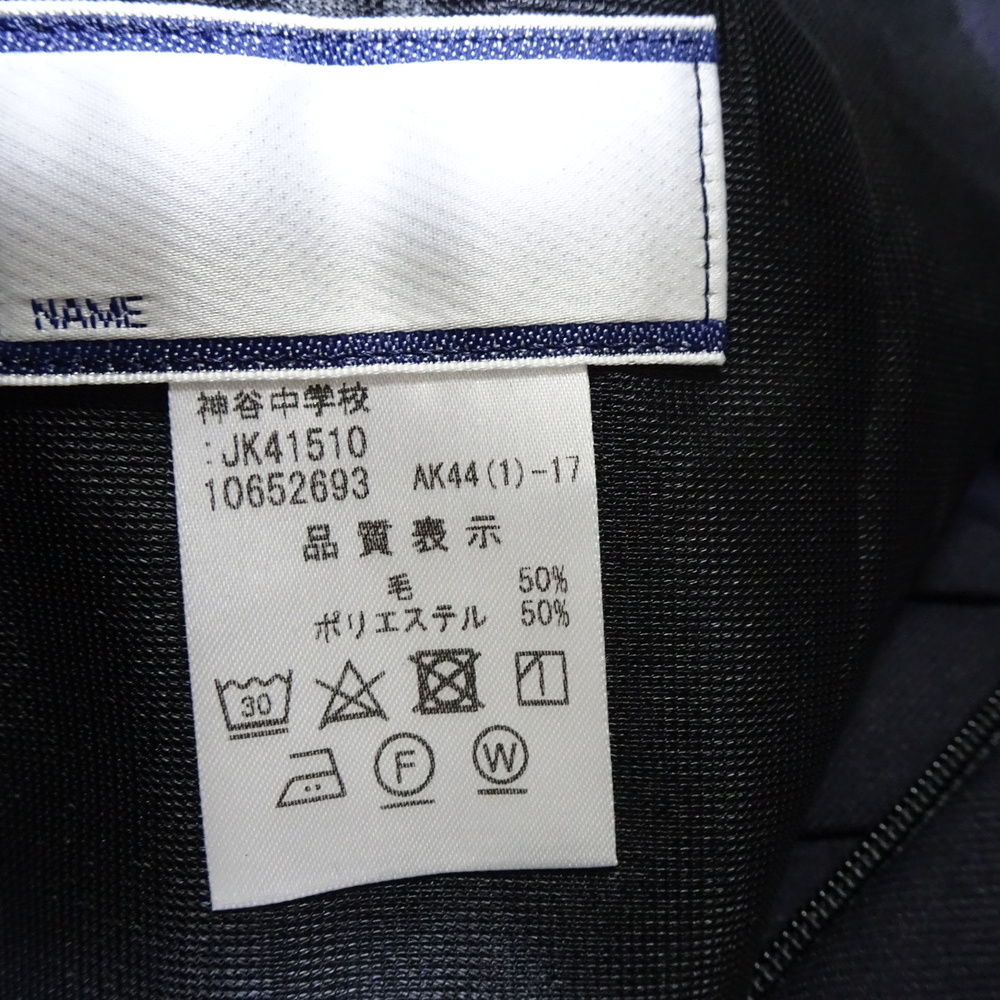 NAME
神谷中学校
:JK41510
10652693 AK44(1)-17
品質表示
毛 50%
ポリエステル 50%
30
F W